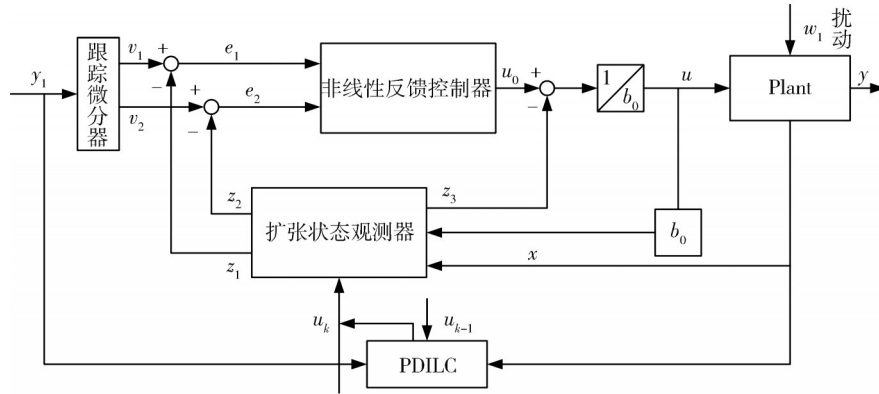 y₁
跟踪微分器
v₁
+
−
v₂
+
−
e₁
e₂
非线性反馈控制器
u₀
+
−
1
b₀
u
w₁
扰动
Plant
y
z₂
z₁
扩张状态观测器
z₃
b₀
x
uₖ
uₖ₋₁
PDILC